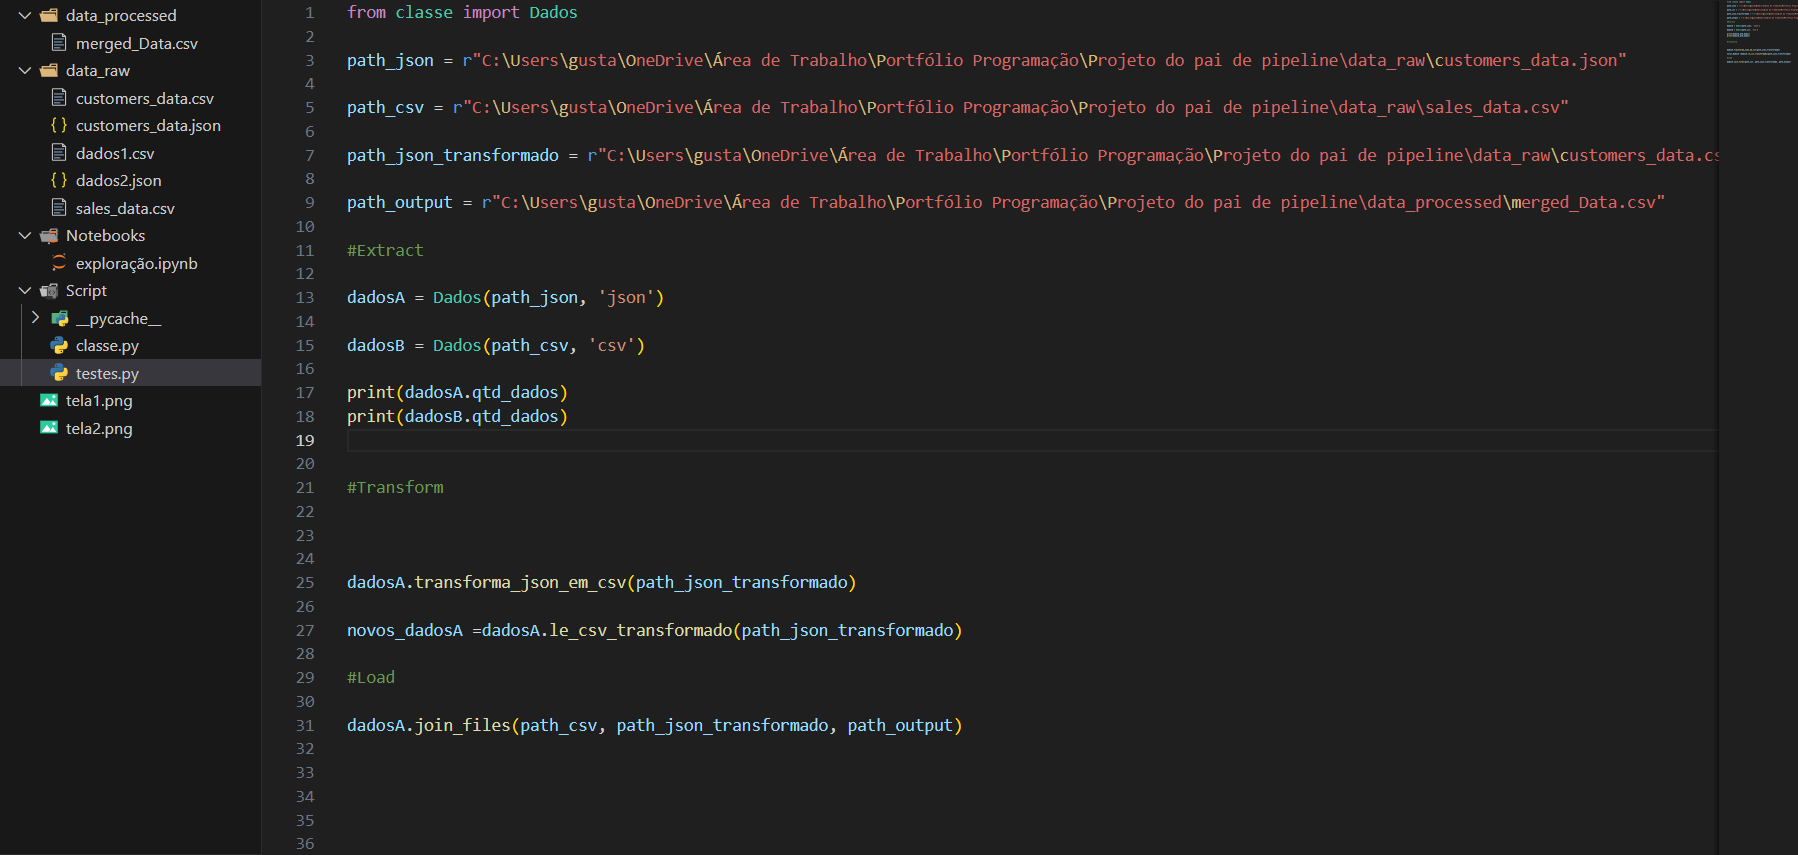 data_processed
merged_Data.csv
data_raw
customers_data.csv
{ } customers_data.json
dados1.csv
{ } dados2.json
sales_data.csv
Notebooks
exploração.ipynb
Script
__pycache__
classe.py
testes.py
tela1.png
tela2.png
1 from classe import Dados
2
3 path_json = r"C:\Users\gusta\OneDrive\Área de Trabalho\Portfólio Programação\Projeto do pai de pipeline\data_raw\customers_data.json"
4
5 path_csv = r"C:\Users\gusta\OneDrive\Área de Trabalho\Portfólio Programação\Projeto do pai de pipeline\data_raw\sales_data.csv"
6
7 path_json_transformado = r"C:\Users\gusta\OneDrive\Área de Trabalho\Portfólio Programação\Projeto do pai de pipeline\data_raw\customers_data.cs
8
9 path_output = r"C:\Users\gusta\OneDrive\Área de Trabalho\Portfólio Programação\Projeto do pai de pipeline\data_processed\merged_Data.csv"
10
11 #Extract
12
13 dadosA = Dados(path_json, 'json')
14
15 dadosB = Dados(path_csv, 'csv')
16
17 print(dadosA.qtd_dados)
18 print(dadosB.qtd_dados)
19
20
21 #Transform
22
23
24
25 dadosA.transforma_json_em_csv(path_json_transformado)
26
27 novos_dadosA =dadosA.le_csv_transformado(path_json_transformado)
28
29 #Load
30
31 dadosA.join_files(path_csv, path_json_transformado, path_output)
32
33
34
35
36